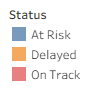 Status
At Risk
Delayed
On Track